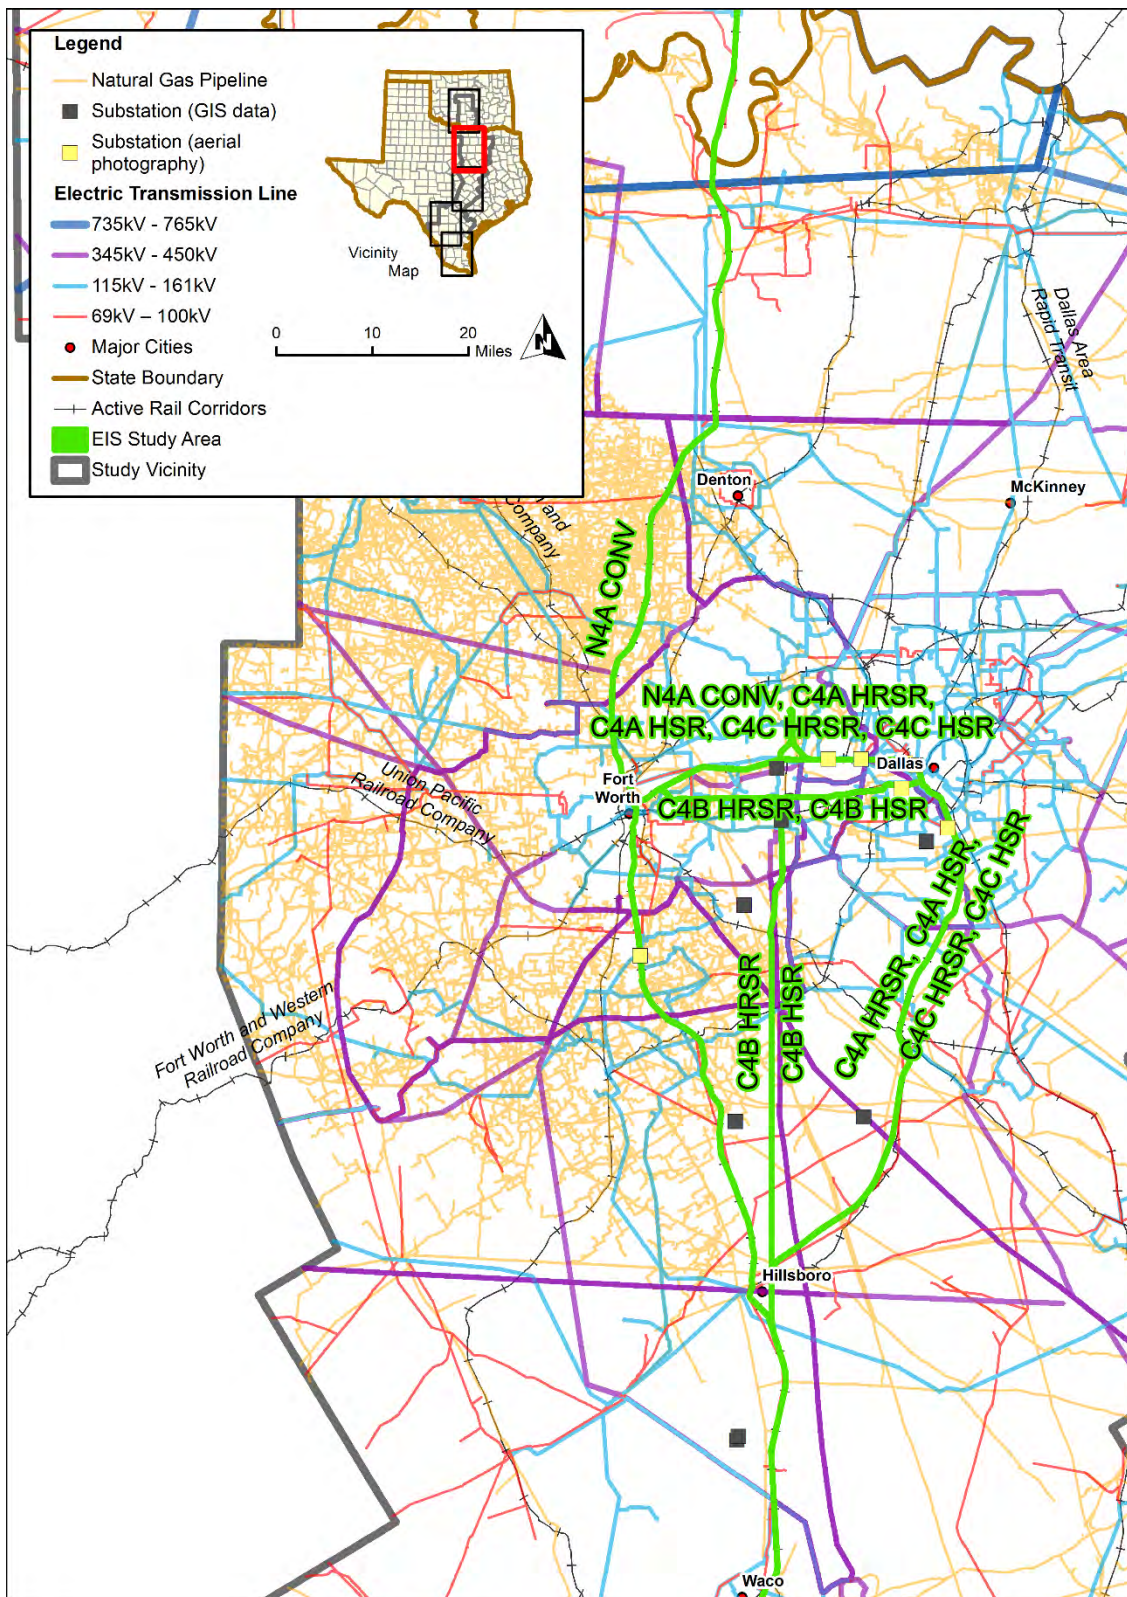 Legend
Natural Gas Pipeline
Substation (GIS data)
Substation (aerial
photography)
Electric Transmission Line
735kV - 765kV
345kV - 450kV
115kV - 161kV
69kV – 100kV
Major Cities
State Boundary
Active Rail Corridors
EIS Study Area
Study Vicinity
Vicinity
Map
0 10 20
Miles
N
Dallas Area
Rapid Transit
Denton
McKinney
and
Company
N4A CONV
N4A CONV, C4A HRSR,
C4A HSR, C4C HRSR, C4C HSR
Dallas
Fort
Worth
Union Pacific
Railroad Company
C4B HRSR, C4B HSR
C4A HRSR, C4A HSR,
C4C HRSR, C4C HSR
C4B HRSR
C4B HSR
Fort Worth and Western
Railroad Company
Hillsboro
Waco